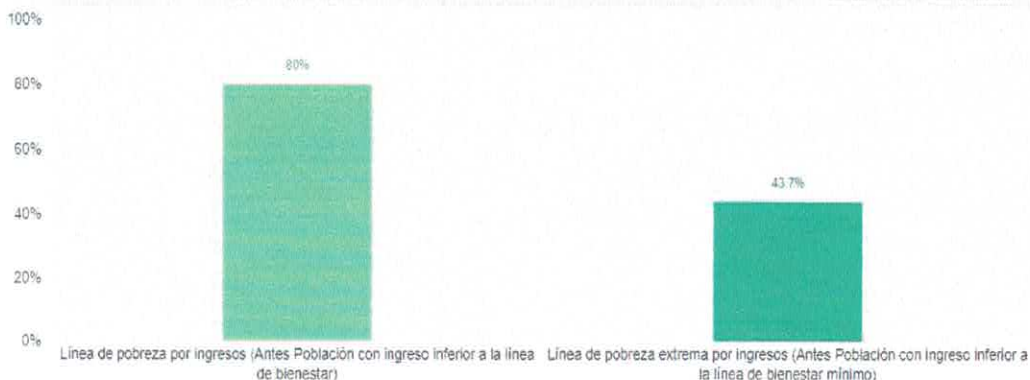 100%
80%
60%
40%
20%
0%
80%
43.7%
Línea de pobreza por ingresos (Antes Población con ingreso inferior a la línea
de bienestar)
Línea de pobreza extrema por ingresos (Antes Población con ingreso inferior a
la línea de bienestar mínimo)